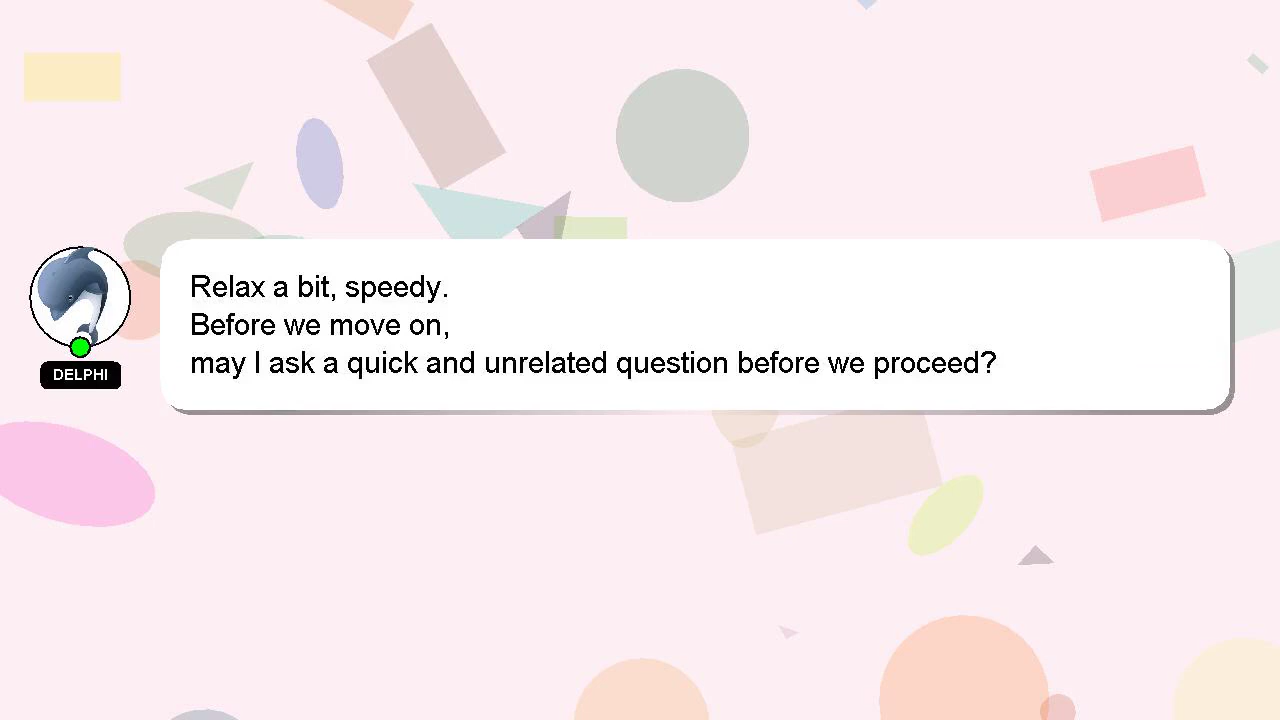 Relax a bit, speedy.
Before we move on,
may I ask a quick and unrelated question before we proceed?
DELPHI